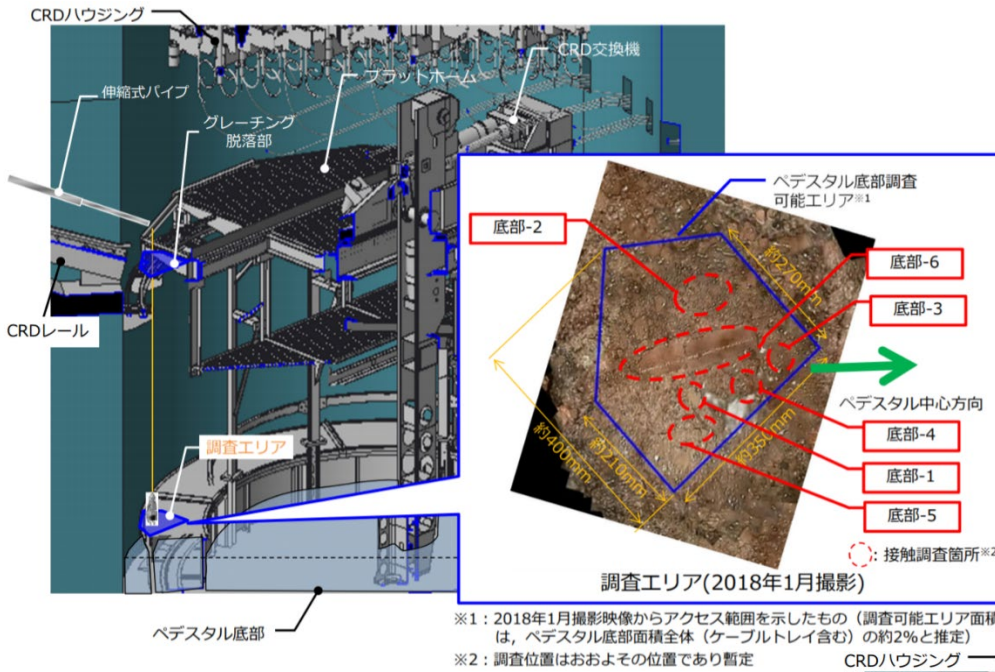 CRDハウジング
CRD交換機
プラットホーム
伸縮式パイプ
グレーチング
脱落部
CRDレール
調査エリア
ペデスタル底部
ペデスタル底部調査
可能エリア※1
底部-2
約270mm
底部-6
底部-3
ペデスタル中心方向
底部-4
約350mm
約400mm
約210mm
底部-1
底部-5
:接触調査箇所※2
調査エリア(2018年1月撮影)
※1:2018年1月撮影映像からアクセス範囲を示したもの(調査可能エリア面積
は,ペデスタル底部面積全体(ケーブルトレイ含む)の約2%と推定)
※2:調査位置はおおよその位置であり暫定
CRDハウジング